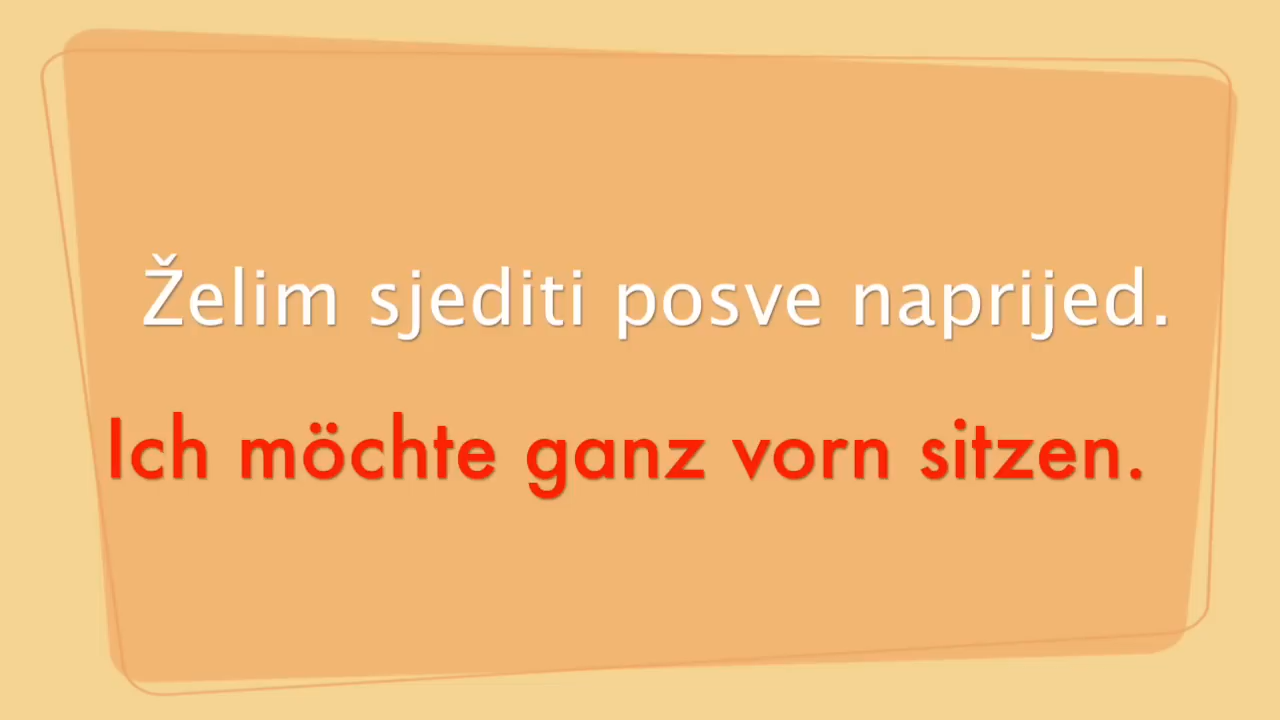 Želim sjediti posve naprijed.
Ich möchte ganz vorn sitzen.